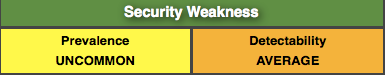 Security Weakness
Prevalence
UNCOMMON
Detectability
AVERAGE